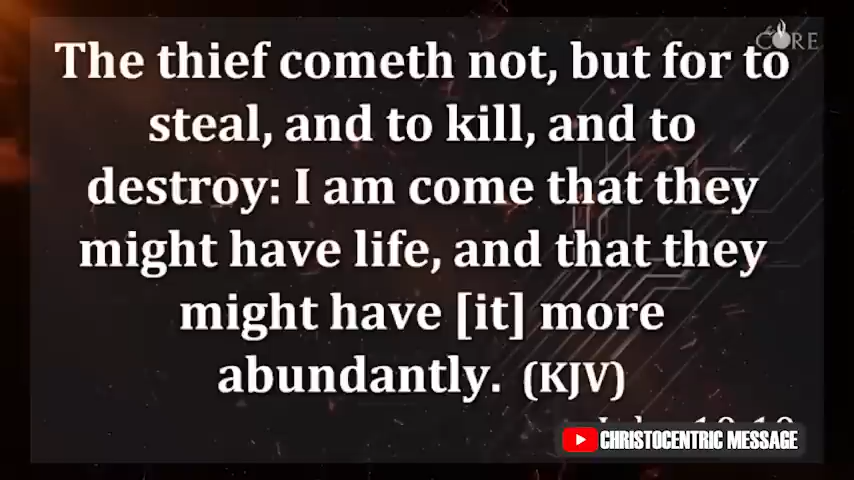 CORE
The thief cometh not, but for to
steal, and to kill, and to
destroy: I am come that they
might have life, and that they
might have [it] more
abundantly. (KJV)
CHRISTOCENTRIC MESSAGE